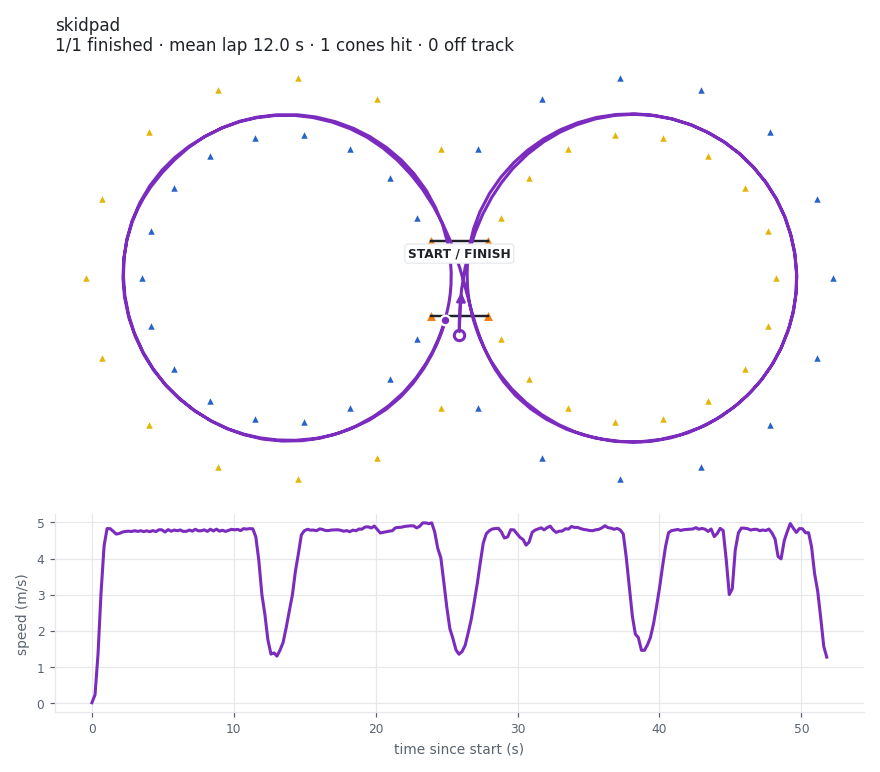 skidpad
1/1 finished · mean lap 12.0 s · 1 cones hit · 0 off track
START / FINISH
5
4
3
2
1
0
speed (m/s)
0 10 20 30 40 50
time since start (s)